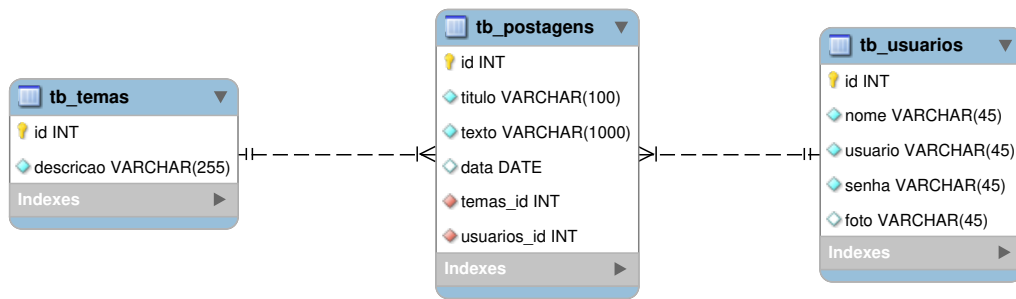 tb_temas
id INT
descricao VARCHAR(255)
Indexes
tb_postagens
id INT
titulo VARCHAR(100)
texto VARCHAR(1000)
data DATE
temas_id INT
usuarios_id INT
Indexes
tb_usuarios
id INT
nome VARCHAR(45)
usuario VARCHAR(45)
senha VARCHAR(45)
foto VARCHAR(45)
Indexes